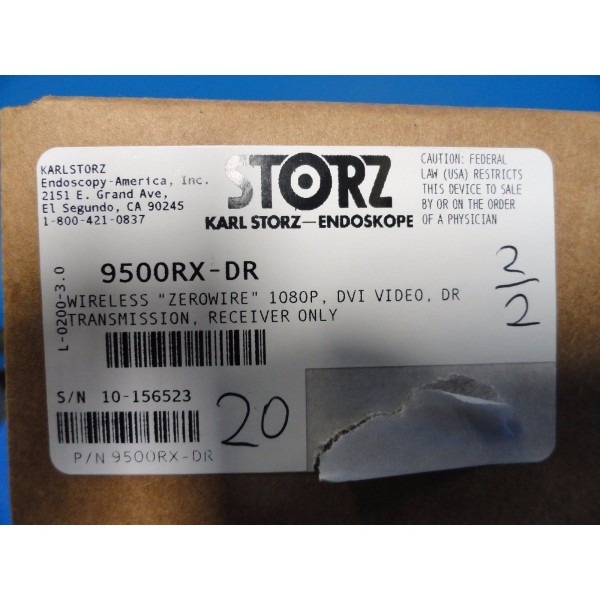 KARLSTORZ
Endoscopy-America, Inc.
2151 E. Grand Ave,
El Segundo, CA 90245
1-800-421-0837
STORZ
KARL STORZ—ENDOSKOPE
CAUTION: FEDERAL
LAW (USA) RESTRICTS
THIS DEVICE TO SALE
BY OR ON THE ORDER
OF A PHYSICIAN
L-0200-3.0
9500RX-DR
WIRELESS "ZEROWIRE" 1080P, DVI VIDEO, DR
TRANSMISSION, RECEIVER ONLY
2/2
S/N 10-156523
20
P/N 9500RX-DR